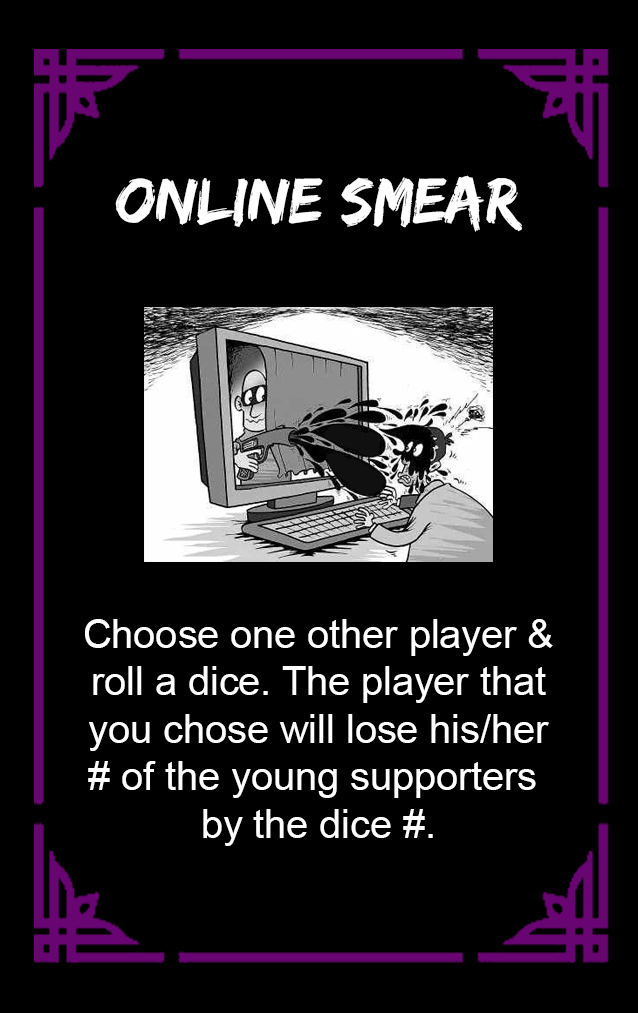 ONLINE SMEAR
Choose one other player &
roll a dice. The player that
you chose will lose his/her
# of the young supporters
by the dice #.